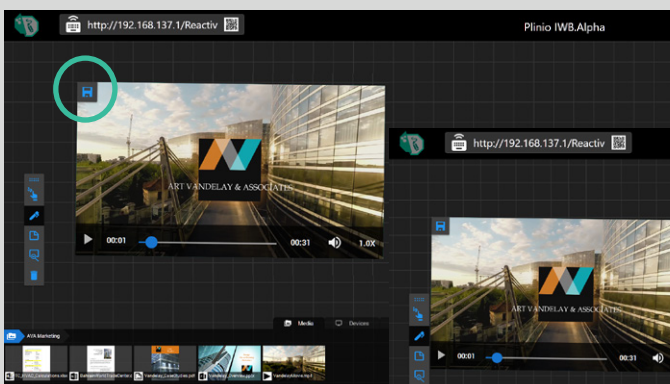 http://192.168.137.1/Reactiv
Plinio IWB.Alpha
ART VANDELAY & ASSOCIATES
00:01
00:31
1.0X
Media
Devices
AVA Marketing
http://192.168.137.1/Reactiv
ART VANDELAY & ASSOCIATES
00:01
00:31